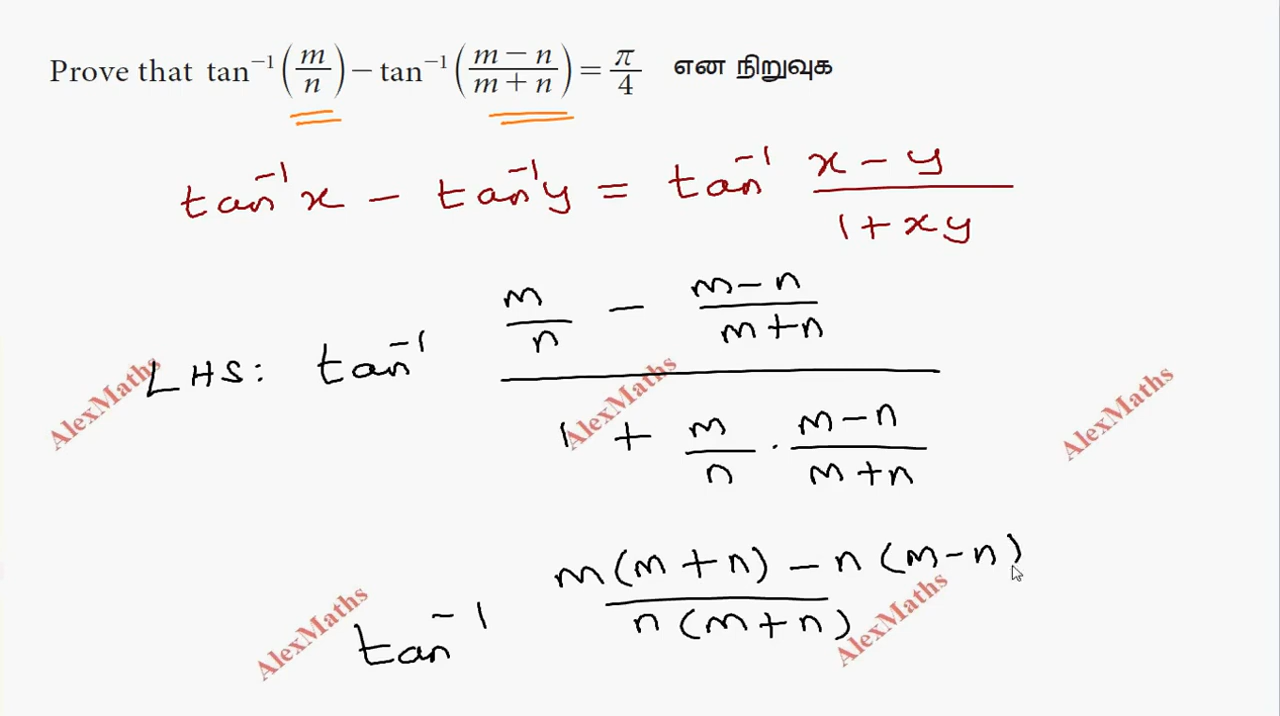 Prove that tan⁻¹(m/n) − tan⁻¹((m − n)/(m + n)) = π/4 என நிறுவுக
tan⁻¹x − tan⁻¹y = tan⁻¹ (x − y)/(1 + xy)
LHS: tan⁻¹ (m/n − (m − n)/(m + n))/(1 + m/n · (m − n)/(m + n))
AlexMaths AlexMaths AlexMaths
tan⁻¹ (m(m + n) − n(m − n))/(n(m + n))
AlexMaths AlexMaths